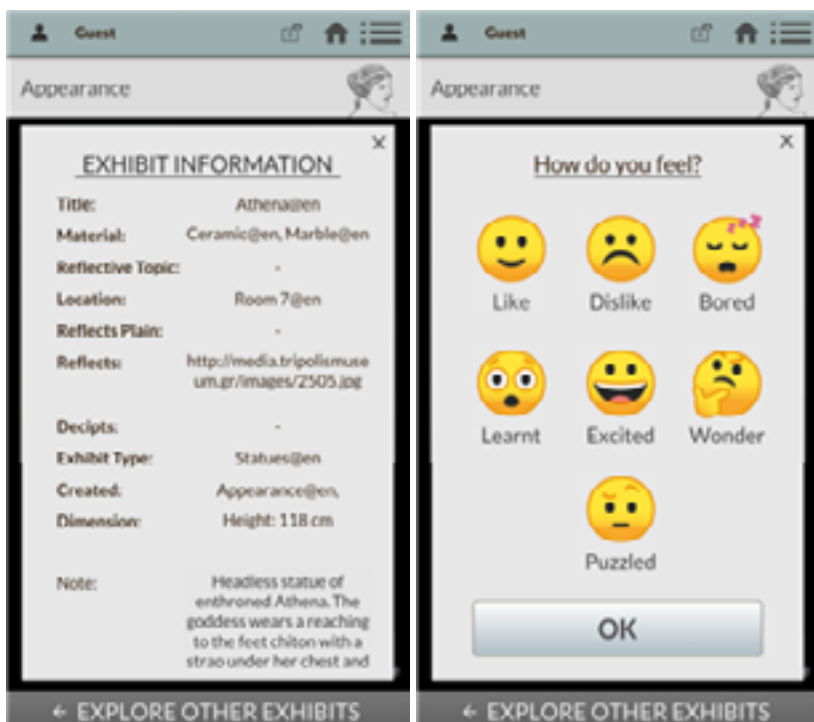 Guest
Appearance
X
EXHIBIT INFORMATION
Title: Athena@en
Material: Ceramic@en, Marble@en
Reflective Topic: -
Location: Room 7@en
Reflects Plain: -
Reflects: http://media.tripolismuse
um.gr/images/2505.jpg
Decipts: -
Exhibit Type: Statues@en
Created: Appearance@en,
Dimension: Height: 118 cm
Note: Headless statue of
enthroned Athena. The
goddess wears a reaching
to the feet chiton with a
strap under her chest and
← EXPLORE OTHER EXHIBITS
Guest
Appearance
X
How do you feel?
Like Dislike Bored
Learnt Excited Wonder
Puzzled
OK
← EXPLORE OTHER EXHIBITS